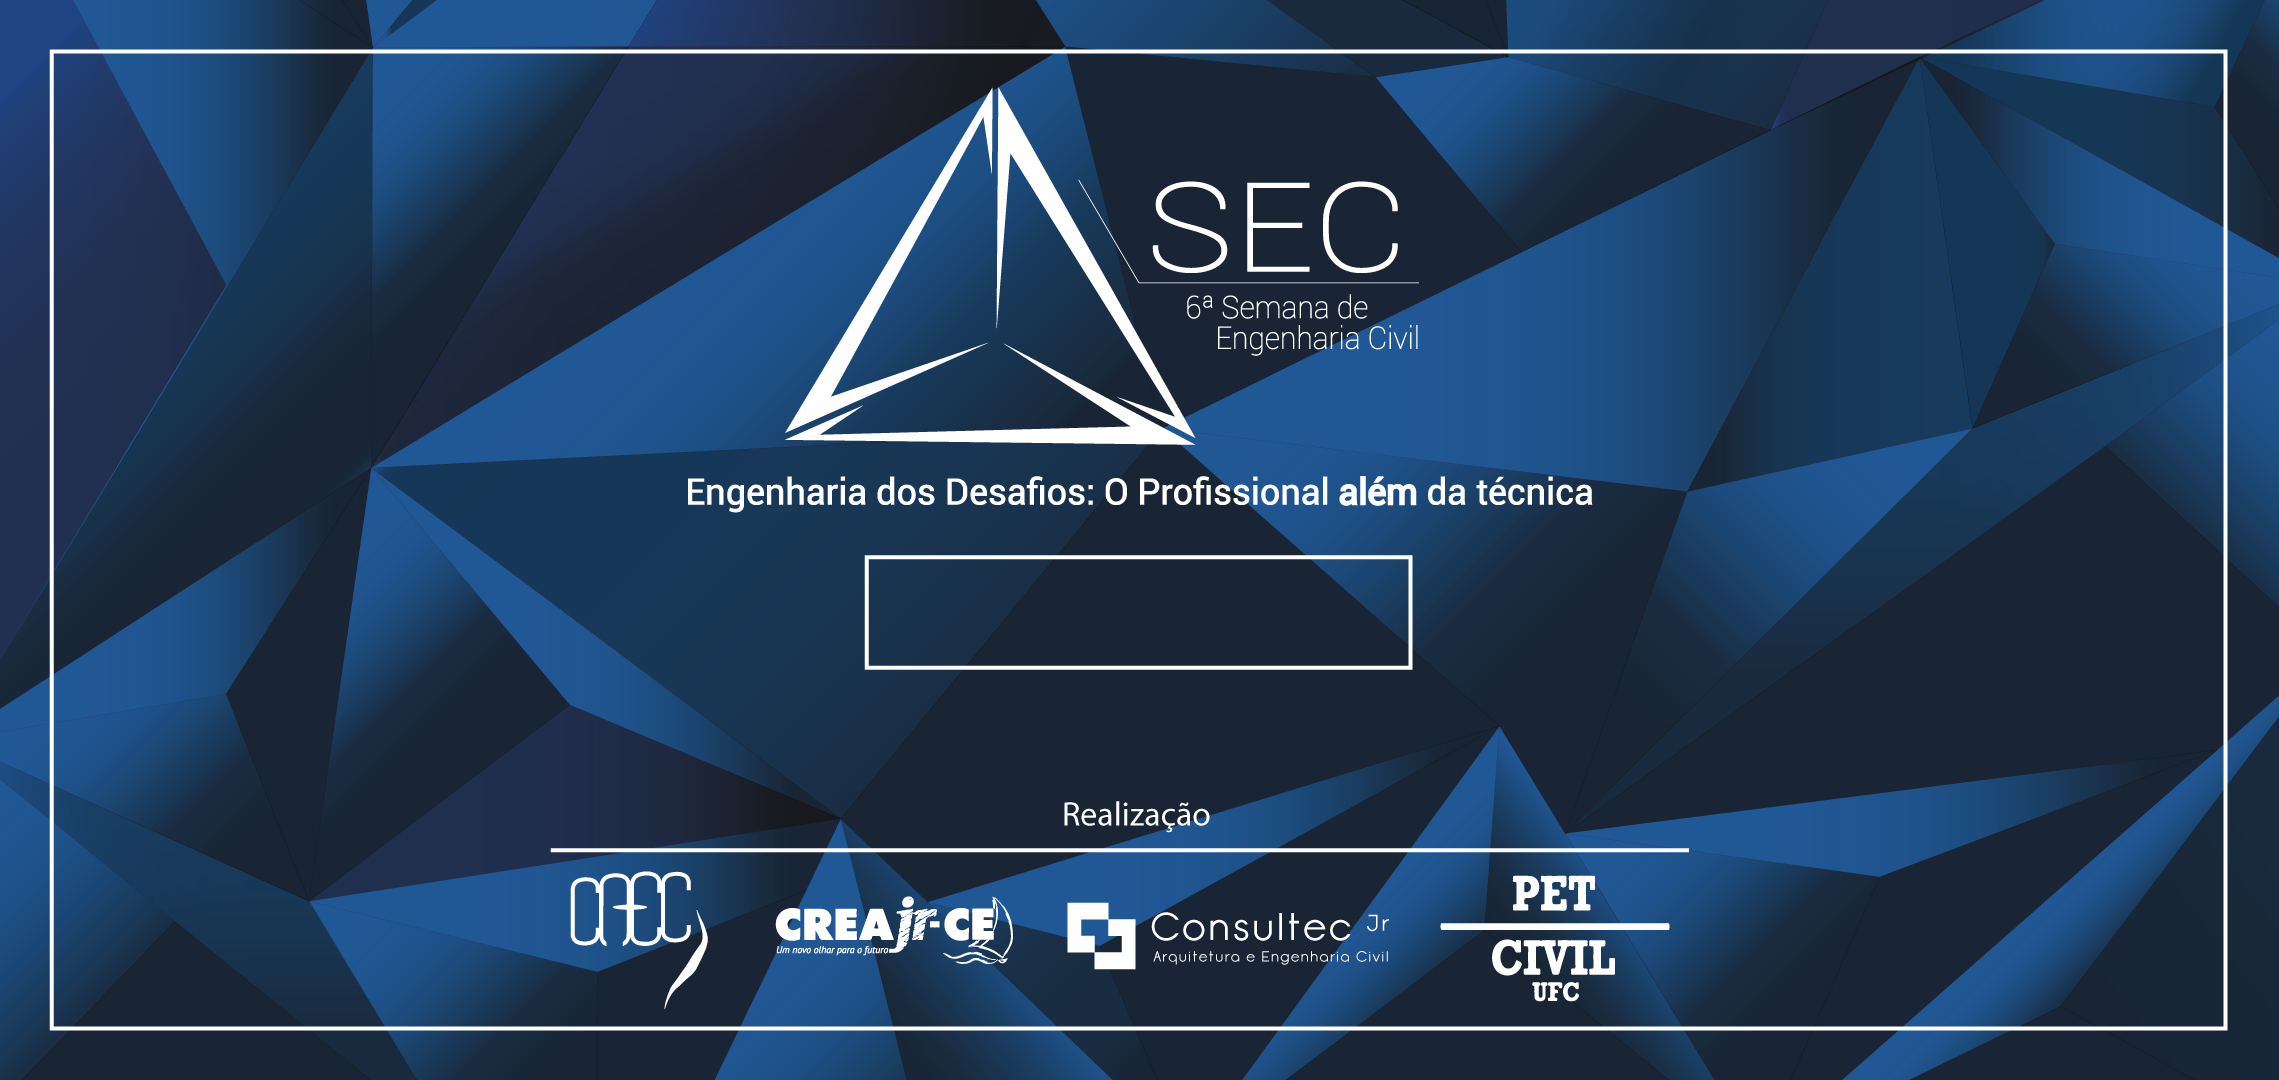 SEC
6ª Semana de
Engenharia Civil
Engenharia dos Desafios: O Profissional além da técnica
Realização
CREAjr-CE
Um novo olhar para o futuro
Consultec Jr
Arquitetura e Engenharia Civil
PET
CIVIL
UFC